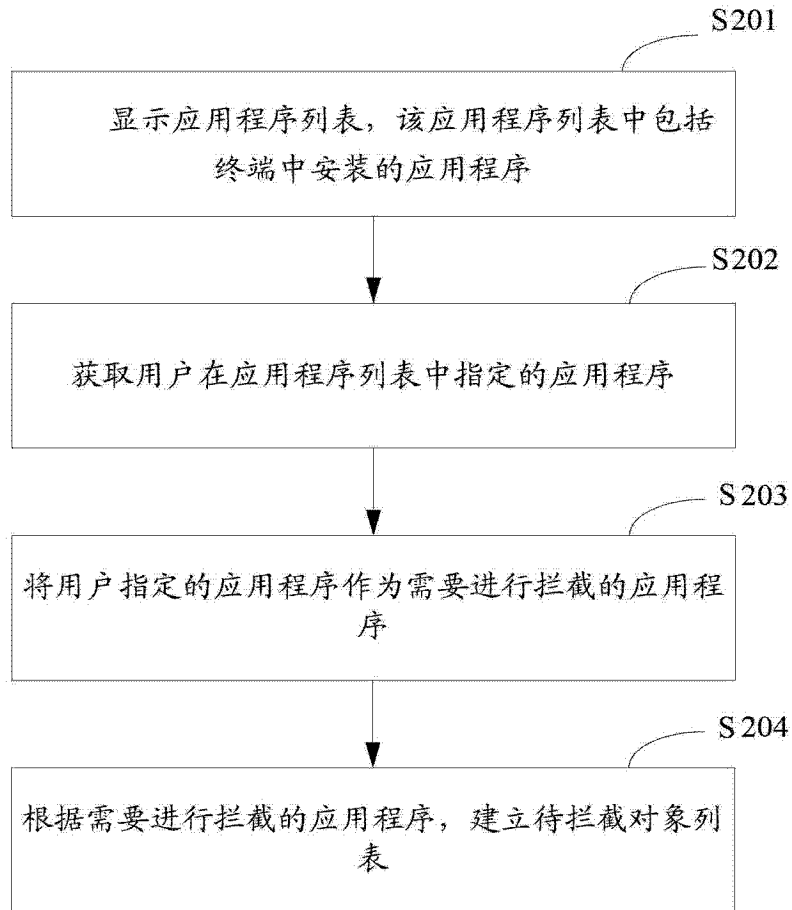 S201
显示应用程序列表，该应用程序列表中包括
终端中安装的应用程序
S202
获取用户在应用程序列表中指定的应用程序
S203
将用户指定的应用程序作为需要进行拦截的应用程
序
S204
根据需要进行拦截的应用程序，建立待拦截对象列
表